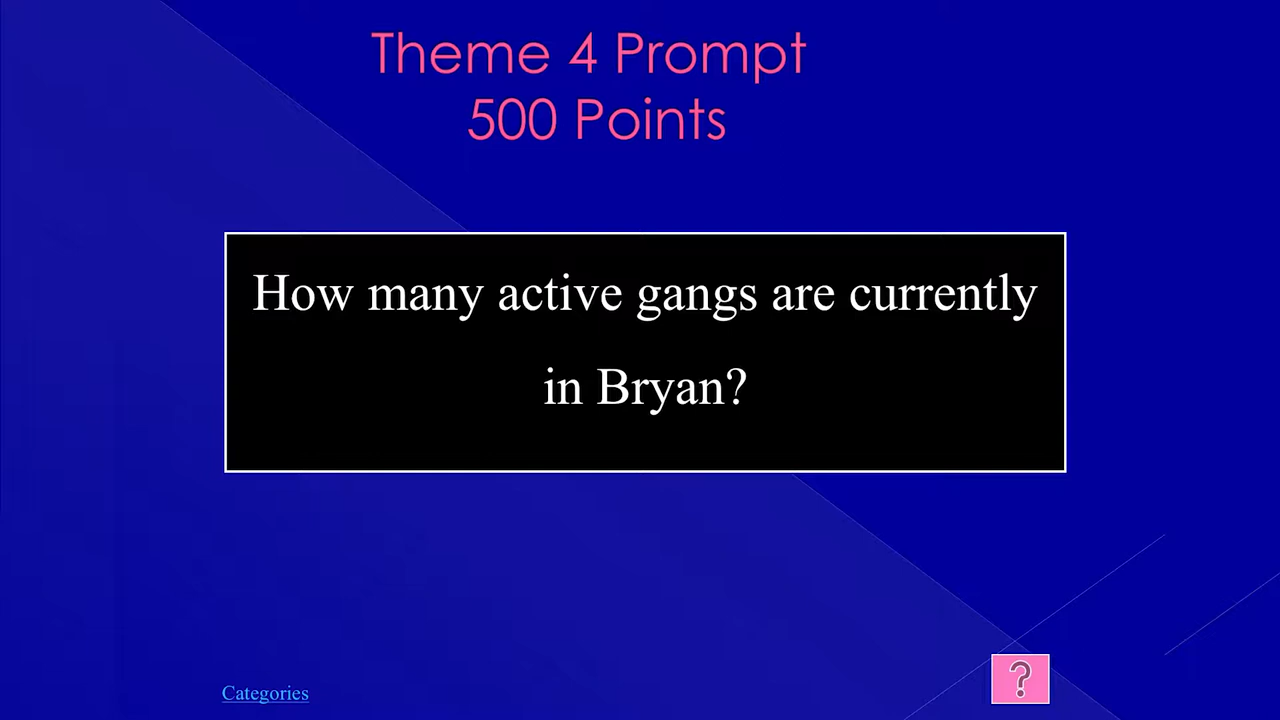 Theme 4 Prompt
500 Points
How many active gangs are currently
in Bryan?
Categories
?